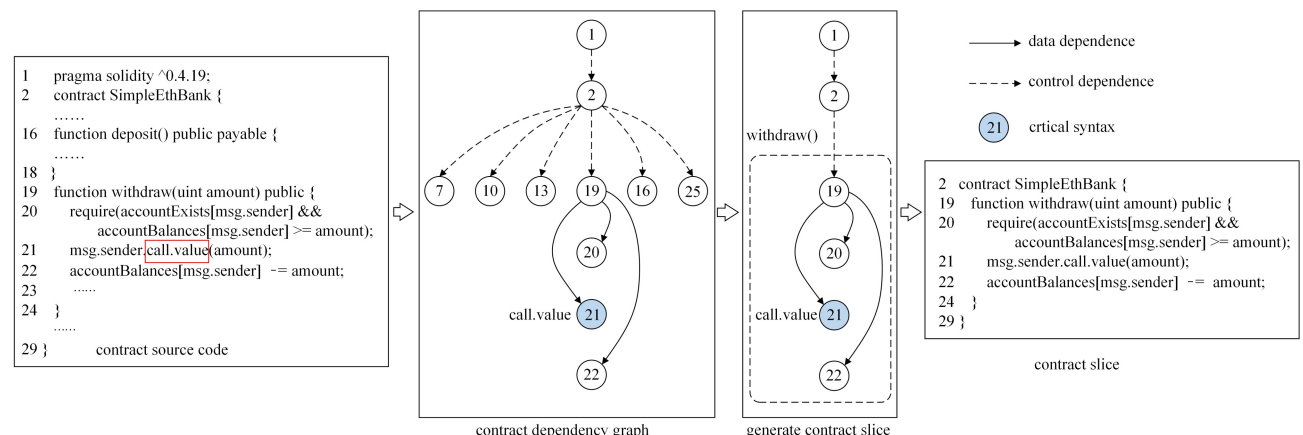 1 pragma solidity ^0.4.19;
2 contract SimpleEthBank {
……
16 function deposit() public payable {
……
18 }
19 function withdraw(uint amount) public {
20 require(accountExists[msg.sender] &&
accountBalances[msg.sender] >= amount);
21 msg.sender.call.value(amount);
22 accountBalances[msg.sender] -= amount;
23 ……
24 }
……
29 } contract source code
1
2
7 10 13 19 16 25
20
call.value 21
22
contract dependency graph
1
2
withdraw()
19
20
call.value 21
22
generate contract slice
data dependence
control dependence
21 crtical syntax
2 contract SimpleEthBank {
19 function withdraw(uint amount) public {
20 require(accountExists[msg.sender] &&
accountBalances[msg.sender] >= amount);
21 msg.sender.call.value(amount);
22 accountBalances[msg.sender] -= amount;
24 }
29 }
contract slice